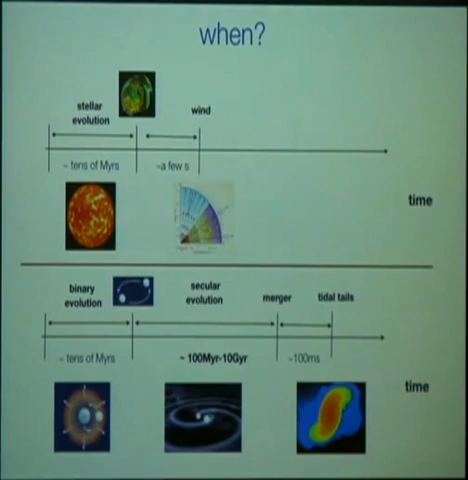 when?
stellar
evolution
wind
~ tens of Myrs
~a few s
time
binary
evolution
secular
evolution
merger
tidal tails
~ tens of Myrs
~ 100Myr-10Gyr
~100ms
time